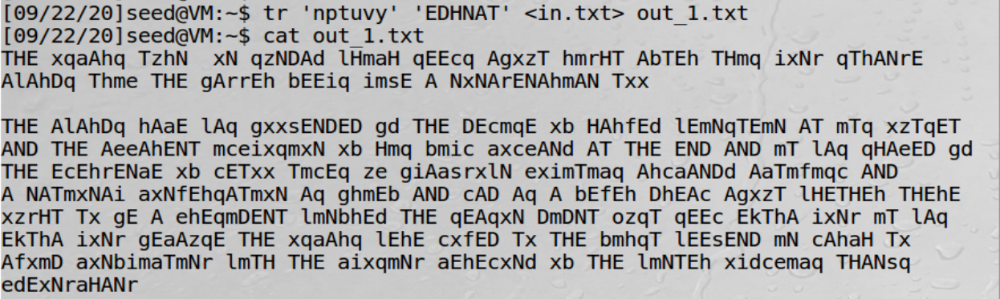 [09/22/20]seed@VM:~$ tr 'nptuvy' 'EDHNAT' <in.txt> out_1.txt
[09/22/20]seed@VM:~$ cat out_1.txt
THE xqaAhq TzhN  xN qzNDAd lHmaH qEEcq AgxzT hmrHT AbTEh THmq ixNr qThANrE
AlAhDq Thme THE gArrEh bEEiq imsE A NxNArENAhmAN Txx

THE AlAhDq hAaE lAq gxxsENDED gd THE DEcmqE xb HAhfEd lEmNqTEmN AT mTq xzTqET
AND THE AeeAhENT mceixqmxN xb Hmq bmic axceANd AT THE END AND mT lAq qHAeED gd
THE EcEhrENaE xb cETxx TmcEq ze giAasrxlN eximTmaq AhcaANDd AaTmfmqc AND
A NATmxNAi axNfEhqATmxN Aq ghmEb AND cAD Aq A bEfEh DhEAc AgxzT lHETHEh THEhE
xzrHT Tx gE A ehEqmDENT lmNbhEd THE qEAqxN DmDNT ozqT qEEc EkThA ixNr mT lAq
EkThA ixNr gEaAzqE THE xqaAhq lEhE cxfED Tx THE bmhqT lEEsEND mN cAhaH Tx
AfxmD axNbimaTmNr lmTH THE aixqmNr aEhEcxNd xb THE lmNTEh xidcemaq THANsq
edExNraHANr